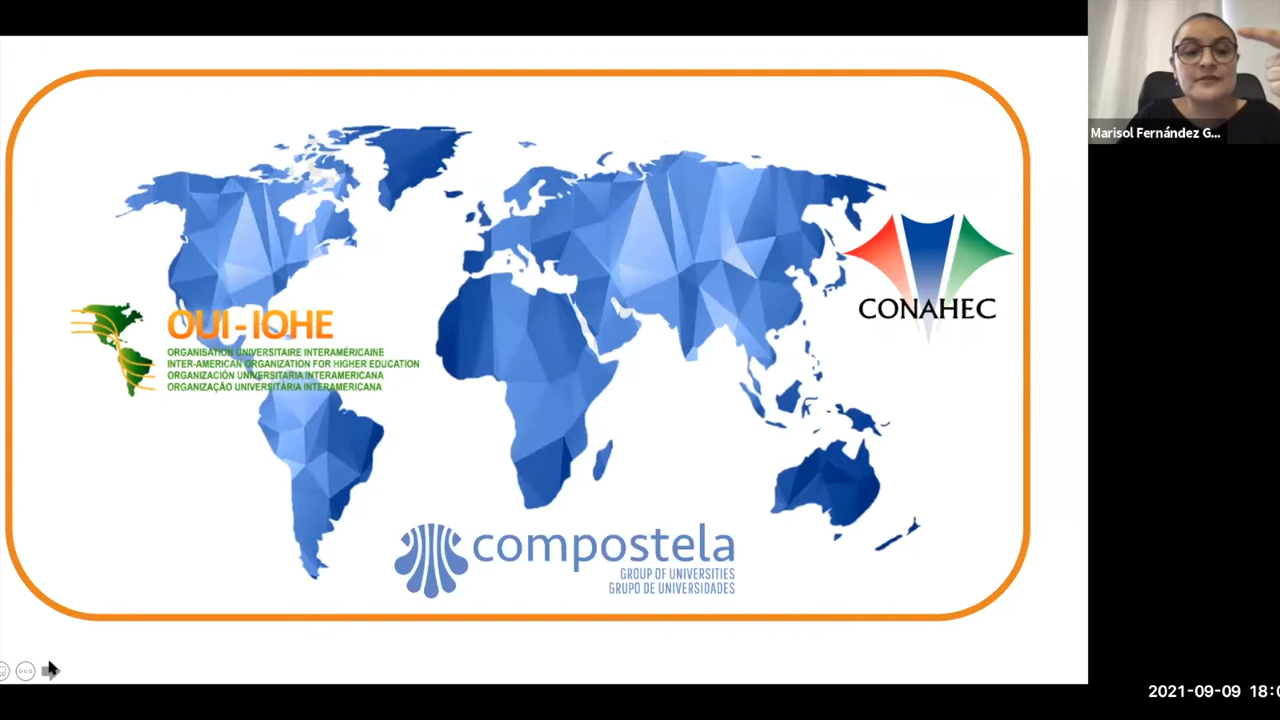 Marisol Fernández G...
CONAHEC
OUI-IOHE
ORGANISATION UNIVERSITAIRE INTERAMÉRICAINE
INTER-AMERICAN ORGANIZATION FOR HIGHER EDUCATION
ORGANIZACIÓN UNIVERSITARIA INTERAMERICANA
ORGANIZAÇÃO UNIVERSITÁRIA INTERAMERICANA
compostela
GROUP OF UNIVERSITIES
GRUPO DE UNIVERSIDADES
2021-09-09 18:0